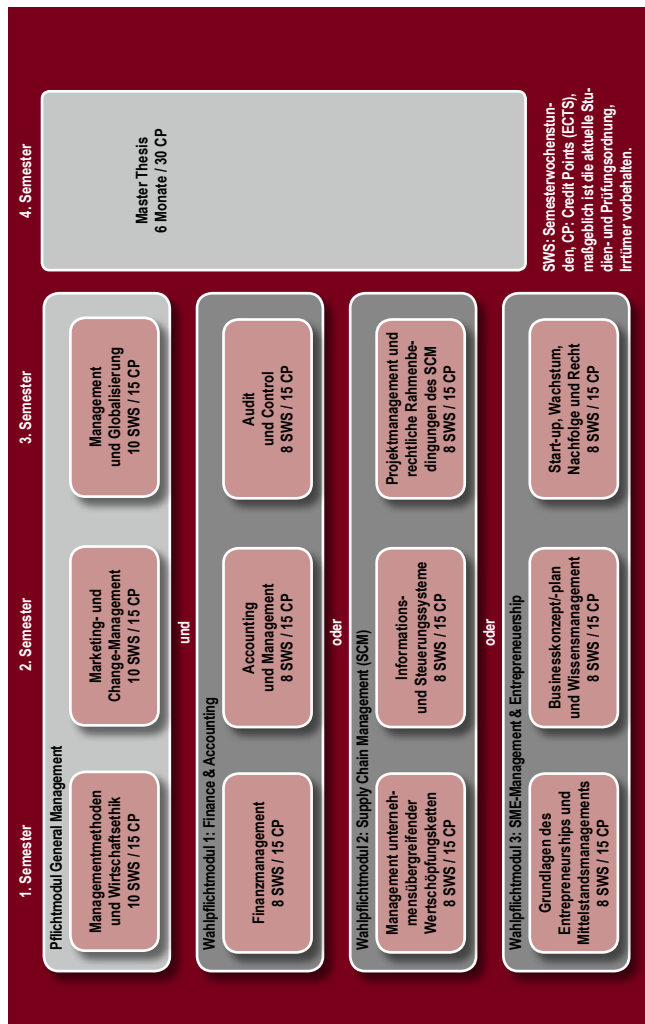 1. Semester
2. Semester
3. Semester
4. Semester
Pflichtmodul General Management
Managementmethoden
und Wirtschaftsethik
10 SWS / 15 CP
Marketing- und
Change-Management
10 SWS / 15 CP
Management
und Globalisierung
10 SWS / 15 CP
und
Wahlpflichtmodul 1: Finance & Accounting
Finanzmanagement
8 SWS / 15 CP
Accounting
und Management
8 SWS / 15 CP
Audit
und Control
8 SWS / 15 CP
oder
Wahlpflichtmodul 2: Supply Chain Management (SCM)
Management unterneh-
mensübergreifender
Wertschöpfungsketten
8 SWS / 15 CP
Informations-
und Steuerungssysteme
8 SWS / 15 CP
Projektmanagement und
rechtliche Rahmenbe-
dingungen des SCM
8 SWS / 15 CP
oder
Wahlpflichtmodul 3: SME-Management & Entrepreneuership
Grundlagen des
Entrepreneurships und
Mittelstandsmanagements
8 SWS / 15 CP
Businesskonzept/-plan
und Wissensmanagement
8 SWS / 15 CP
Start-up, Wachstum,
Nachfolge und Recht
8 SWS / 15 CP
Master Thesis
6 Monate / 30 CP
SWS: Semesterwochenstun-
den, CP: Credit Points (ECTS),
maßgeblich ist die aktuelle Stu-
dien- und Prüfungsordnung,
Irrtümer vorbehalten.